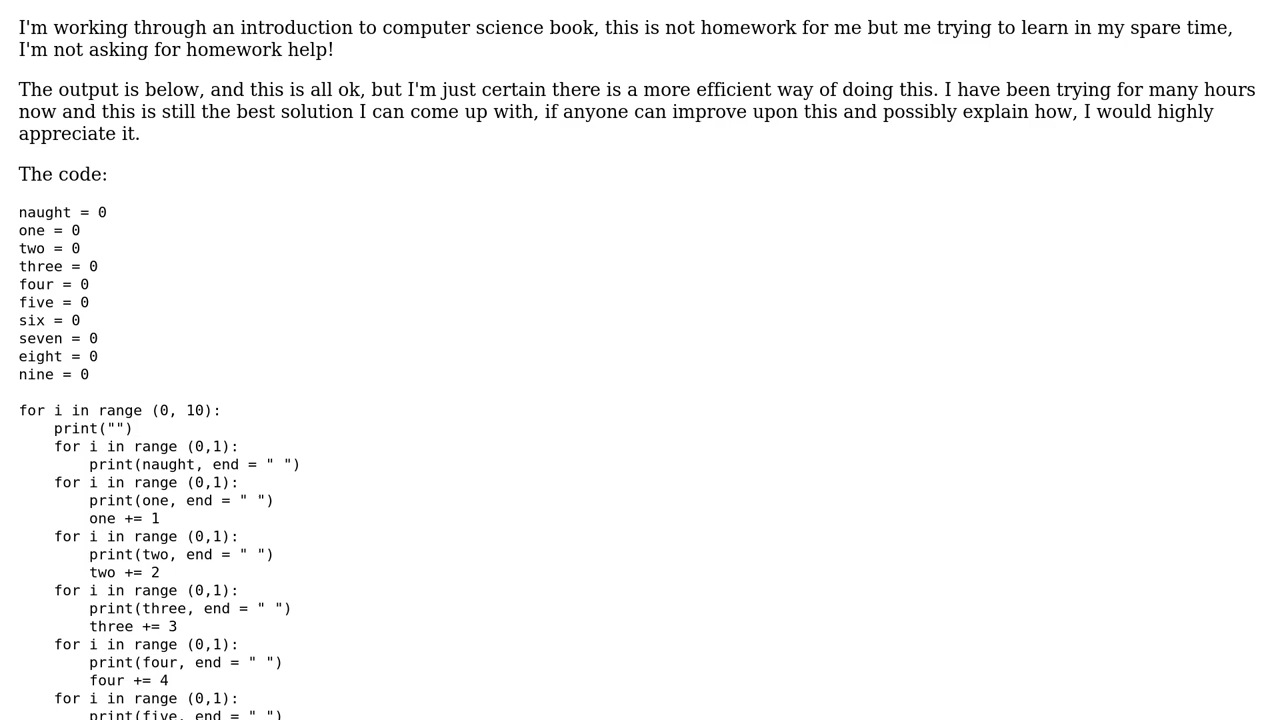 I'm working through an introduction to computer science book, this is not homework for me but me trying to learn in my spare time,
I'm not asking for homework help!
The output is below, and this is all ok, but I'm just certain there is a more efficient way of doing this. I have been trying for many hours
now and this is still the best solution I can come up with, if anyone can improve upon this and possibly explain how, I would highly
appreciate it.
The code:
naught = 0
one = 0
two = 0
three = 0
four = 0
five = 0
six = 0
seven = 0
eight = 0
nine = 0

for i in range (0, 10):
    print("")
    for i in range (0,1):
        print(naught, end = " ")
    for i in range (0,1):
        print(one, end = " ")
        one += 1
    for i in range (0,1):
        print(two, end = " ")
        two += 2
    for i in range (0,1):
        print(three, end = " ")
        three += 3
    for i in range (0,1):
        print(four, end = " ")
        four += 4
    for i in range (0,1):
        print(five, end = " ")